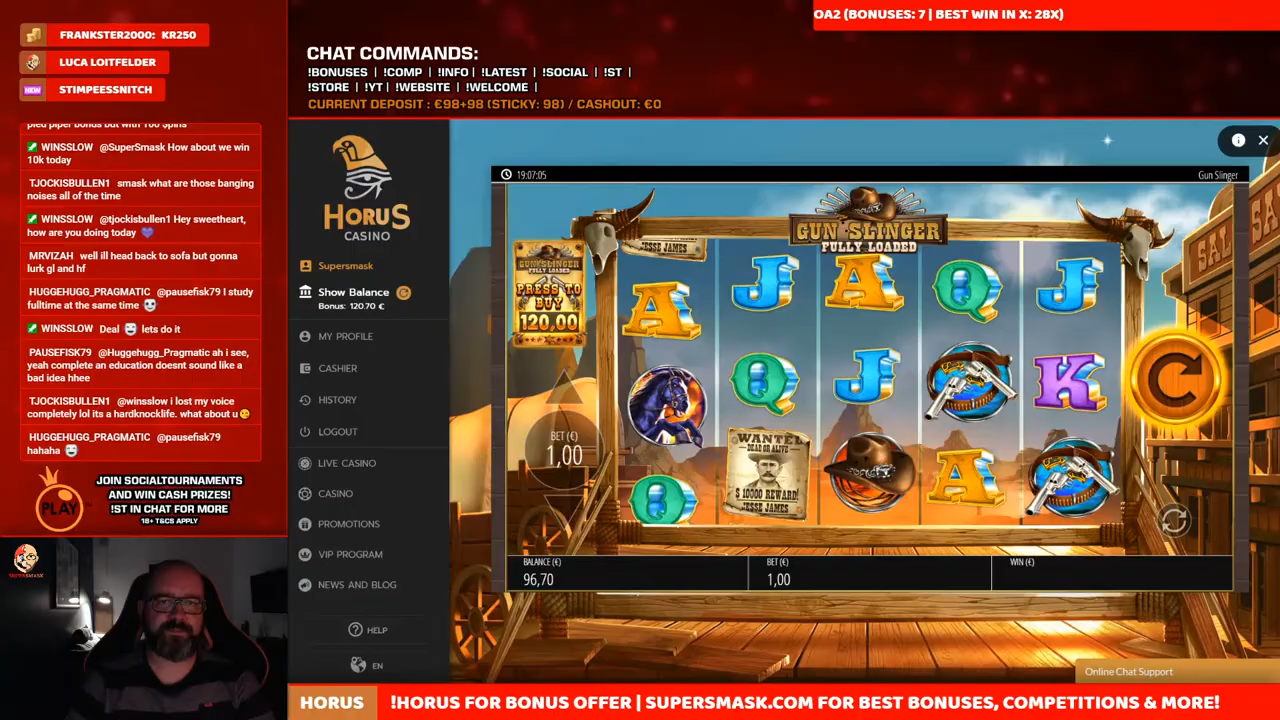 FRANKSTER2000: KR250
LUCA LOITFELDER
NEW STIMPEESSNITCH
OA2 (BONUSES: 7 | BEST WIN IN X: 28X)
CHAT COMMANDS:
!BONUSES | !COMP | !INFO | !LATEST | !SOCIAL | !ST |
!STORE | !YT | !WEBSITE | !WELCOME |
CURRENT DEPOSIT : €98+98 (STICKY: 98) / CASHOUT: €0
pied piper bonus but with 100 $pins
WINSSLOW @SuperSmask How about we win
10k today
TJOCKISBULLEN1 smask what are those banging
noises all of the time
WINSSLOW @tjockisbullen1 Hey sweetheart,
how are you doing today
MRVIZAH well ill head back to sofa but gonna
lurk gl and hf
HUGGEHUGG_PRAGMATIC @pausefisk79 I study
fulltime at the same time
WINSSLOW Deal lets do it
PAUSEFISK79 @Huggehugg_Pragmatic ah i see,
yeah complete an education doesnt sound like a
bad idea hhee
TJOCKISBULLEN1 @winsslow i lost my voice
completely lol its a hardknocklife. what about u
HUGGEHUGG_PRAGMATIC @pausefisk79
hahaha
PLAY
JOIN SOCIALTOURNAMENTS
AND WIN CASH PRIZES!
!ST IN CHAT FOR MORE
18+ T&CS APPLY
SUPERSMASK
HORUS
CASINO
Supersmask
Show Balance
Bonus: 120.70 €
MY PROFILE
CASHIER
HISTORY
LOGOUT
LIVE CASINO
CASINO
PROMOTIONS
VIP PROGRAM
NEWS AND BLOG
HELP
EN
19:07:05
Gun Slinger
GUN SLINGER
FULLY LOADED
GUNSLINGER
FULLY LOADED
PRESS TO
BUY
120,00
JESSE JAMES
A J A Q J
Q J K
Q A
WANTED
DEAD OR ALIVE
$ 10000 REWARD!
JESSE JAMES
SALOON
BET (€)
1,00
BALANCE (€)
96,70
BET (€)
1,00
WIN (€)
Online Chat Support
HORUS !HORUS FOR BONUS OFFER | SUPERSMASK.COM FOR BEST BONUSES, COMPETITIONS & MORE!